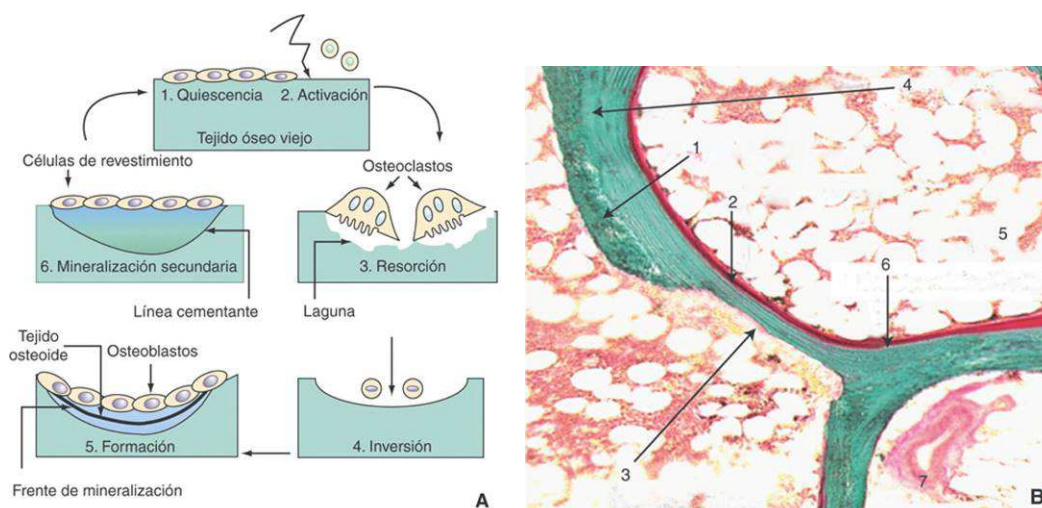 1. Quiescencia
2. Activación
Tejido óseo viejo
Células de revestimiento
Osteoclastos
6. Mineralización secundaria
3. Resorción
Línea cementante
Laguna
Tejido
osteoide
Osteoblastos
5. Formación
4. Inversión
Frente de mineralización
A
4
1
2
5
6
3
7
B